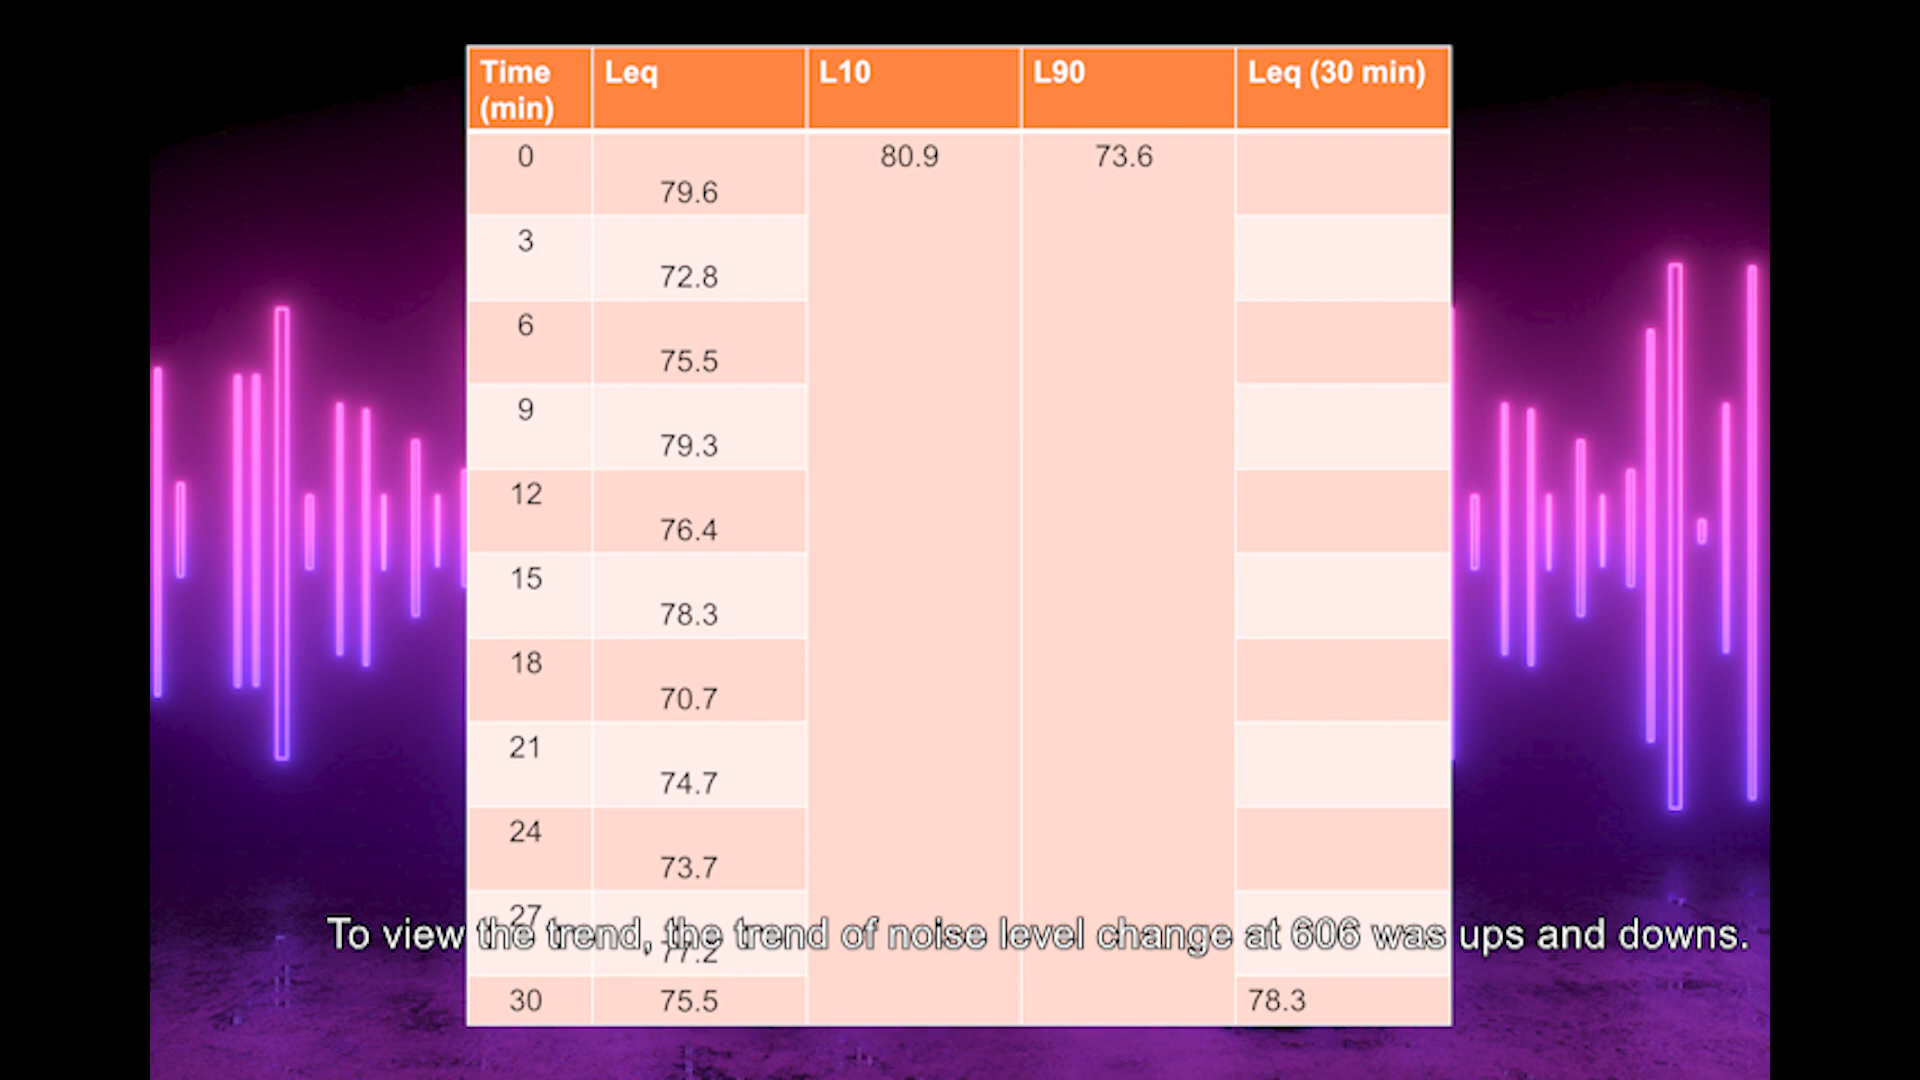 Time (min) Leq L10 L90 Leq (30 min)
0 79.6 80.9 73.6
3 72.8
6 75.5
9 79.3
12 76.4
15 78.3
18 70.7
21 74.7
24 73.7
27 77.2
30 75.5 78.3
To view the trend, the trend of noise level change at 606 was ups and downs.